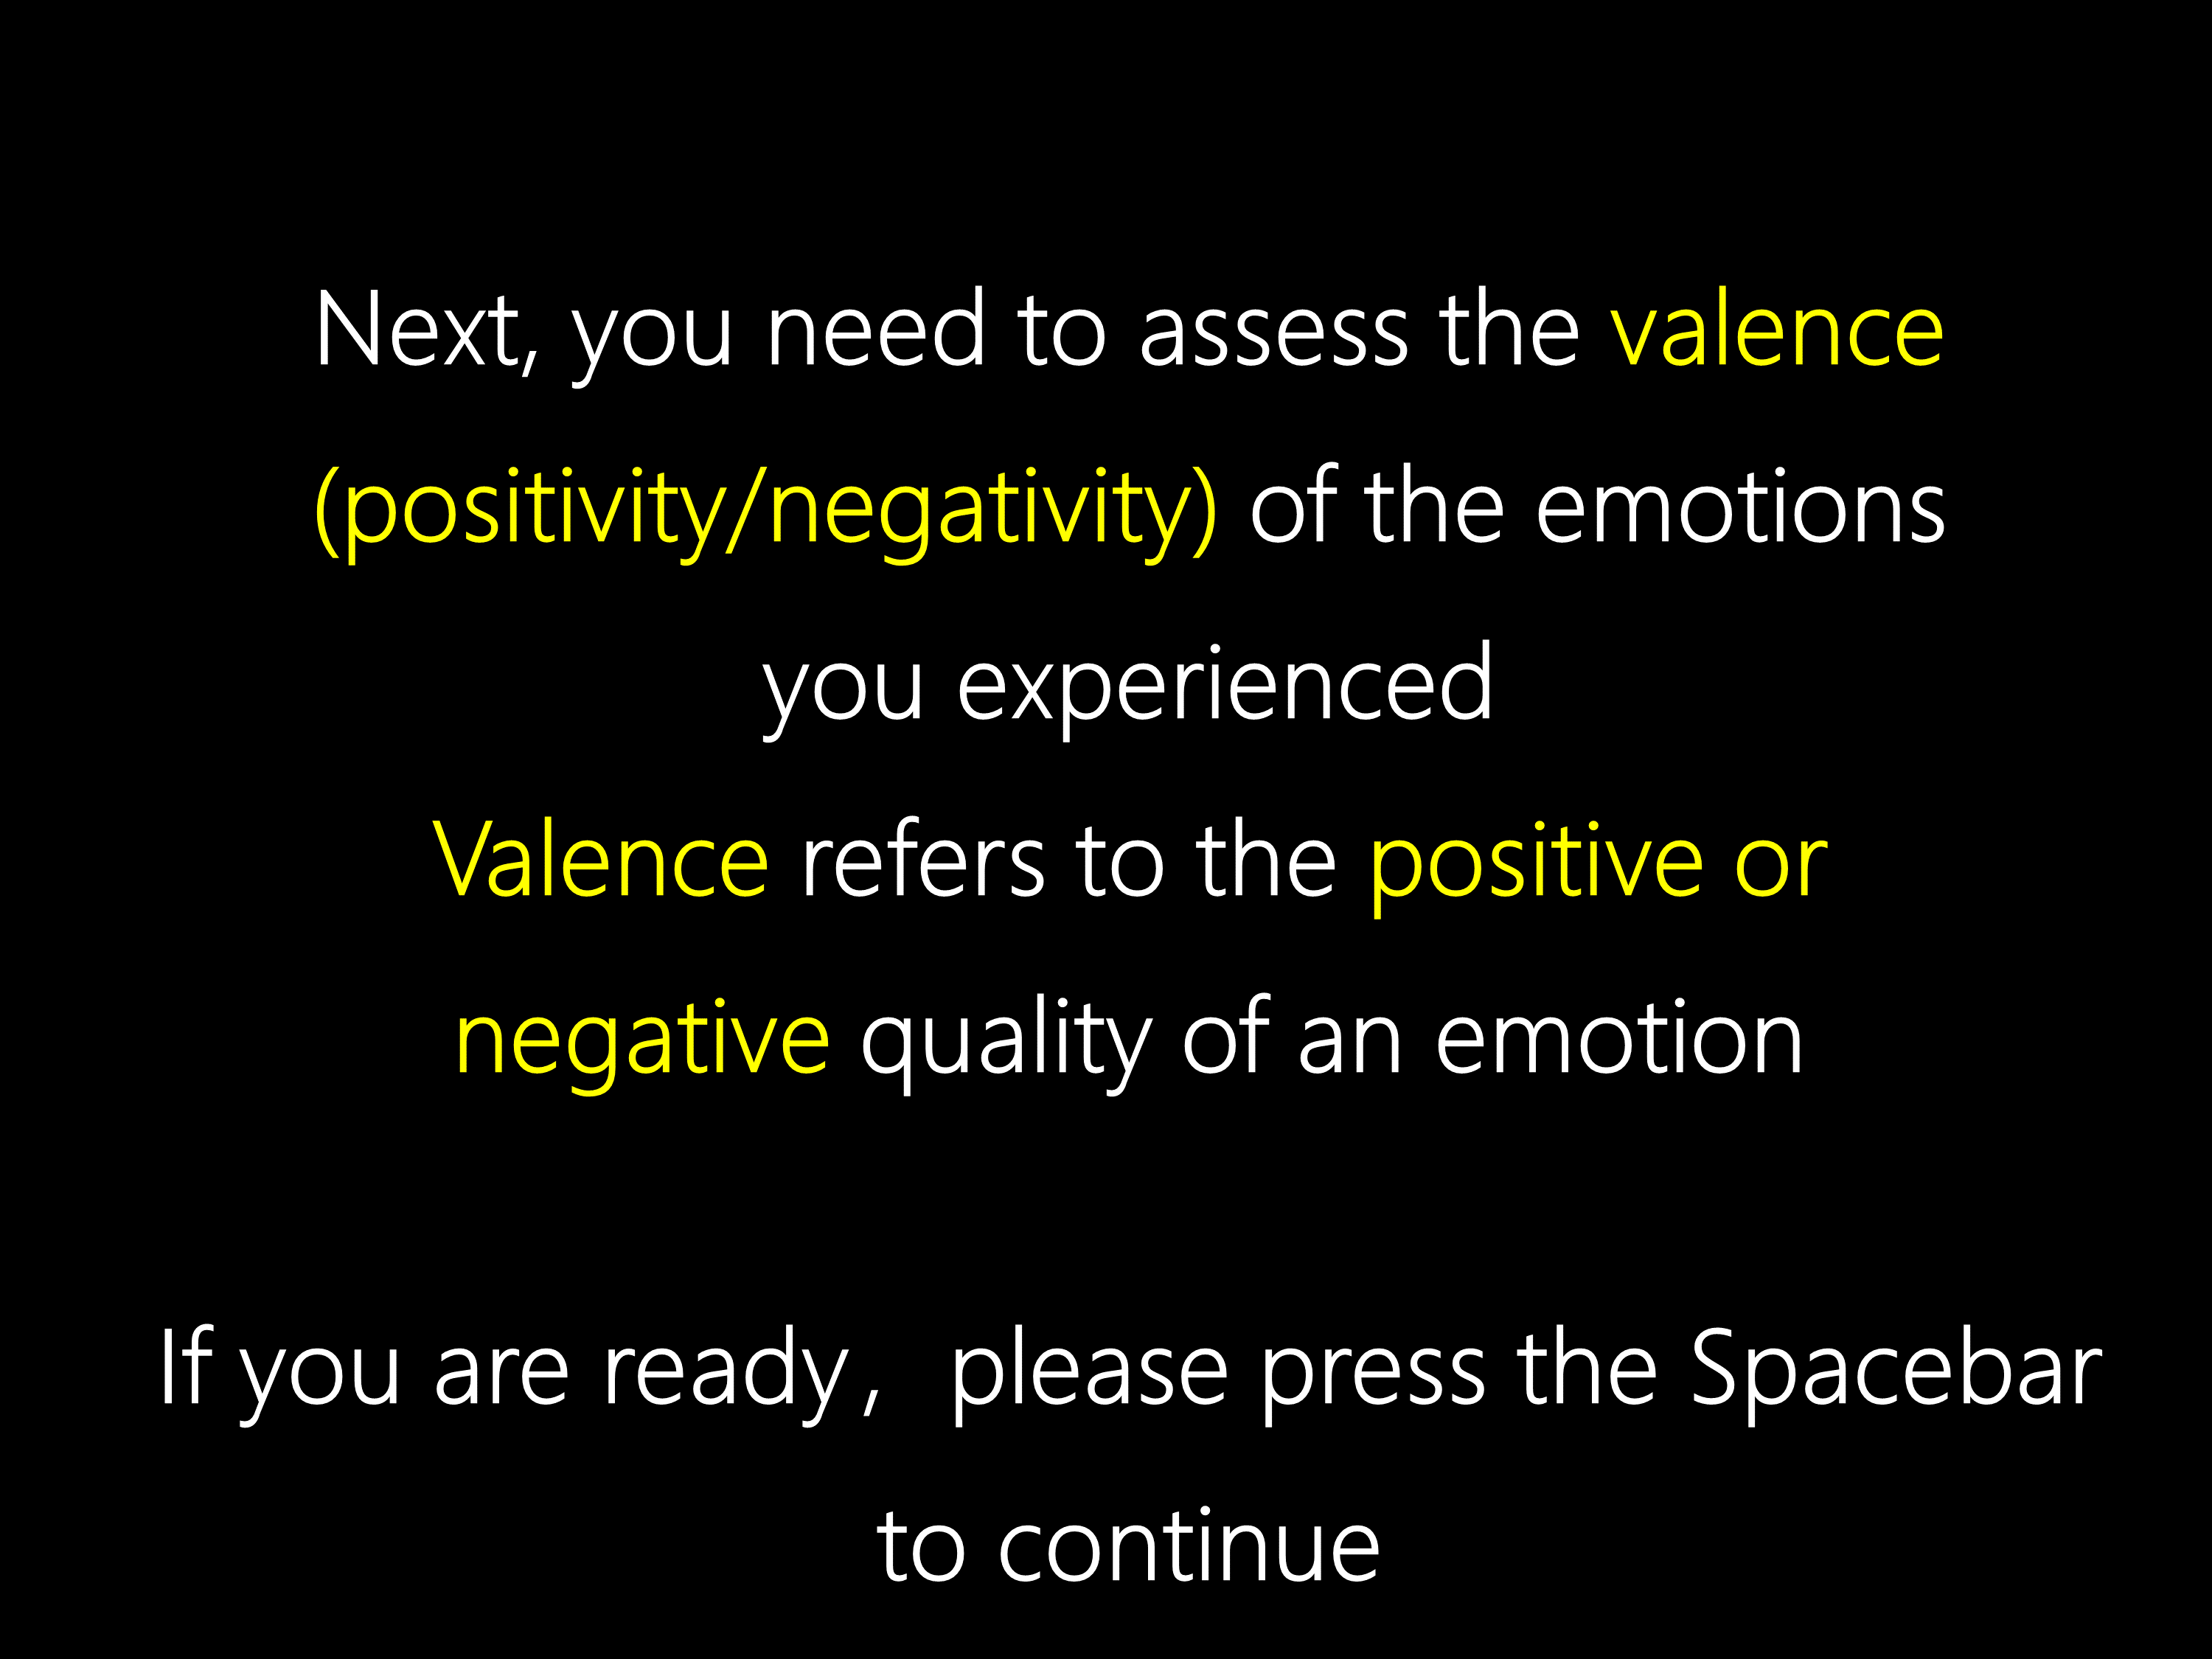 Next, you need to assess the valence
(positivity/negativity) of the emotions
you experienced
Valence refers to the positive or
negative quality of an emotion
If you are ready,  please press the Spacebar
to continue